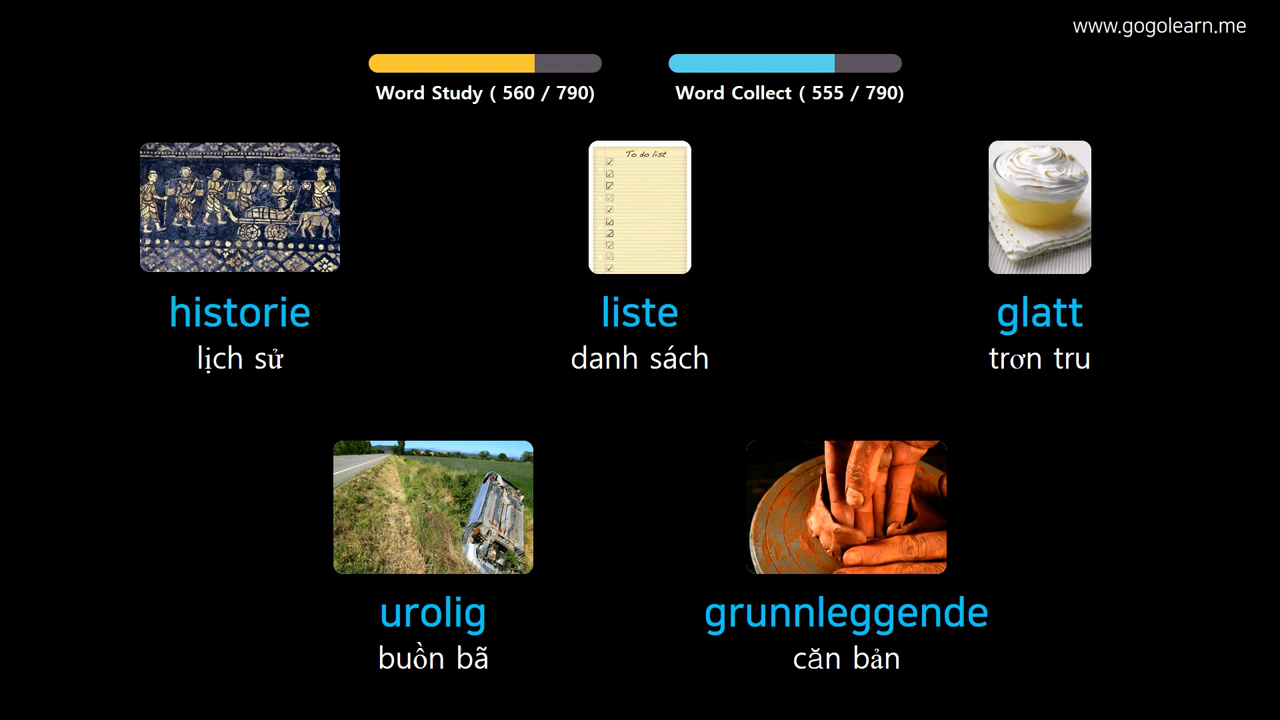 www.gogolearn.me
Word Study ( 560 / 790)
Word Collect ( 555 / 790)
To do list
historie
lịch sử
liste
danh sách
glatt
trơn tru
urolig
buồn bã
grunnleggende
căn bản